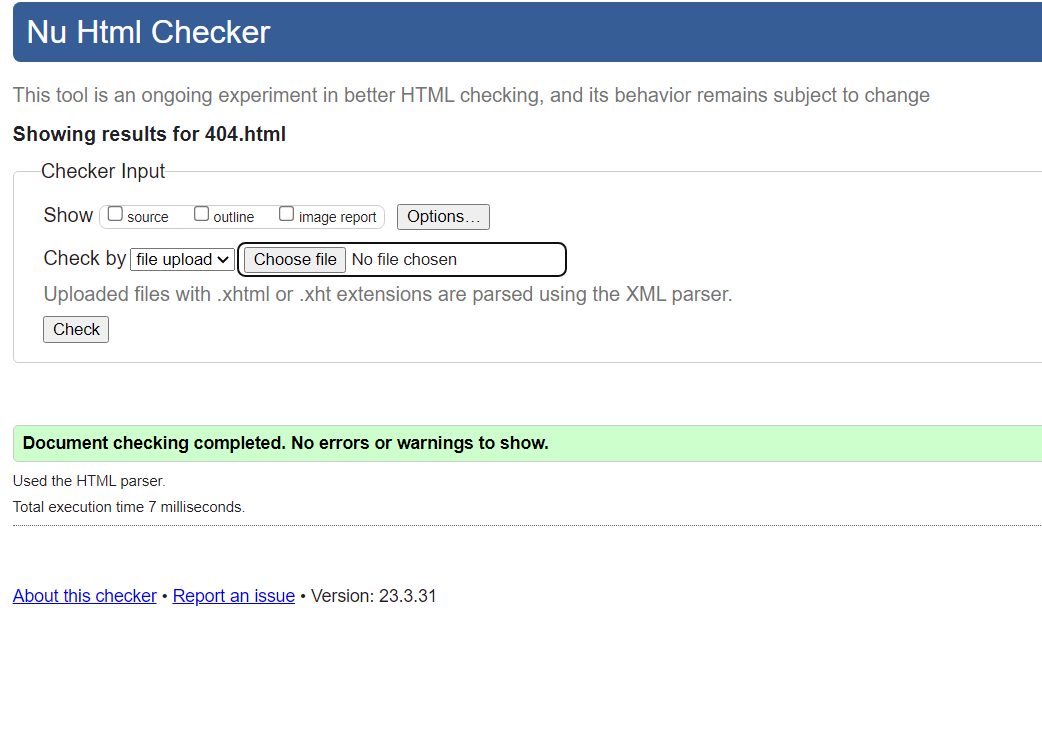 Nu Html Checker
This tool is an ongoing experiment in better HTML checking, and its behavior remains subject to change
Showing results for 404.html
Checker Input
Show source outline image report Options…
Check by file upload Choose file No file chosen
Uploaded files with .xhtml or .xht extensions are parsed using the XML parser.
Check
Document checking completed. No errors or warnings to show.
Used the HTML parser.
Total execution time 7 milliseconds.
About this checker • Report an issue • Version: 23.3.31